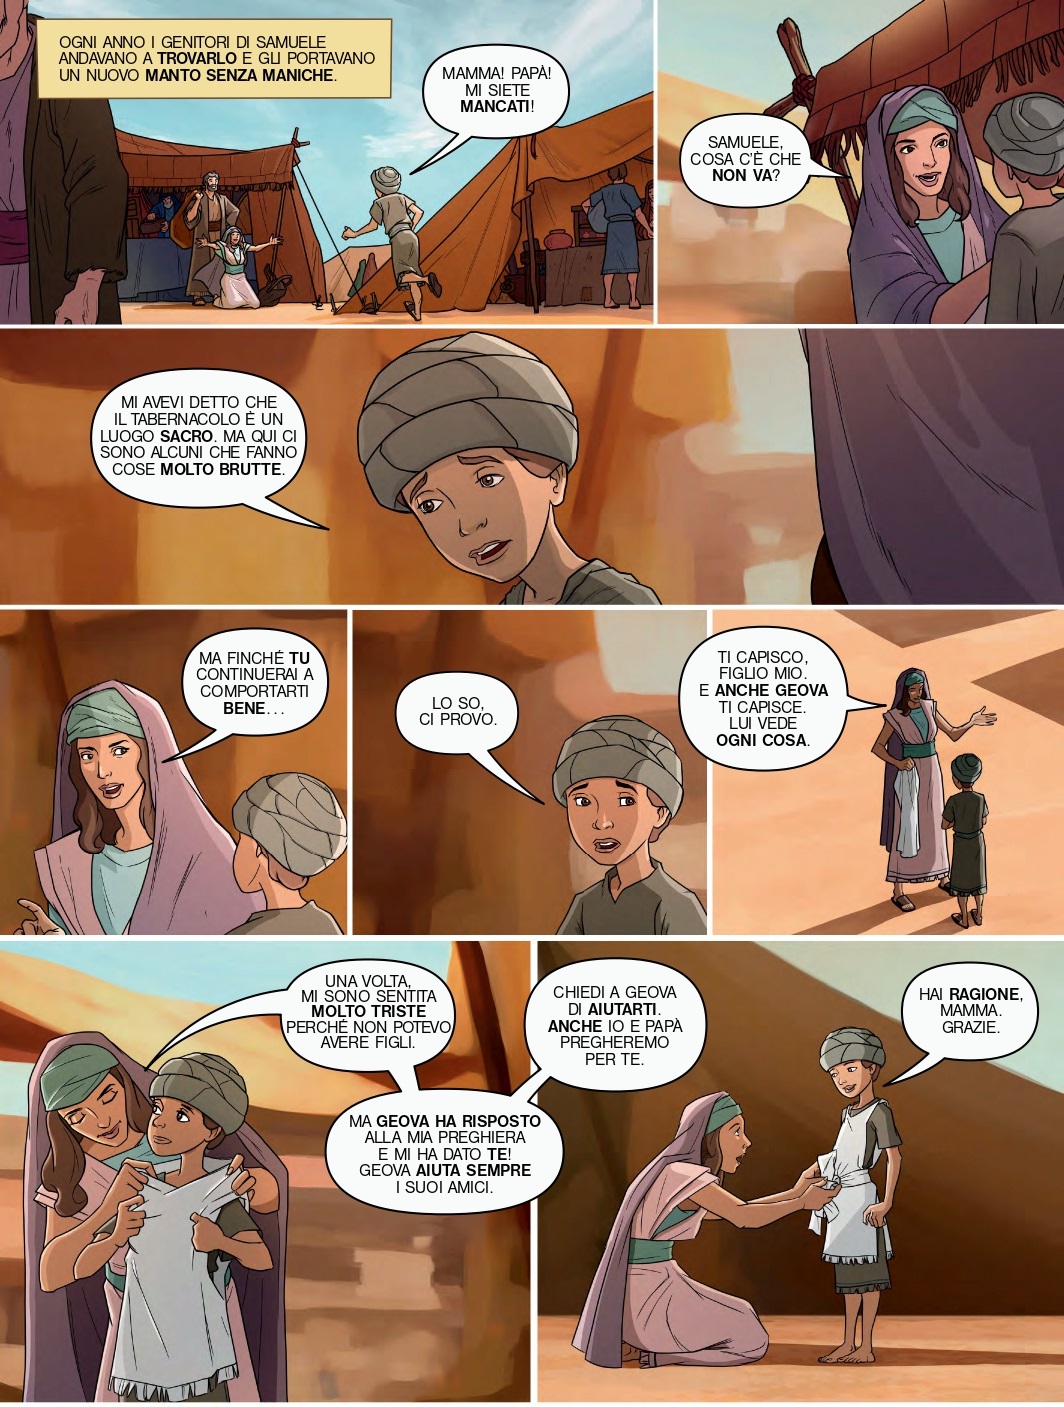 OGNI ANNO I GENITORI DI SAMUELE
ANDAVANO A TROVARLO E GLI PORTAVANO
UN NUOVO MANTO SENZA MANICHE.
MAMMA! PAPÀ!
MI SIETE
MANCATI!
SAMUELE,
COSA C'È CHE
NON VA?
MI AVEVI DETTO CHE
IL TABERNACOLO È UN
LUOGO SACRO. MA QUI CI
SONO ALCUNI CHE FANNO
COSE MOLTO BRUTTE.
MA FINCHÉ TU
CONTINUERAI A
COMPORTARTI
BENE...
LO SO,
CI PROVO.
TI CAPISCO,
FIGLIO MIO.
E ANCHE GEOVA
TI CAPISCE.
LUI VEDE
OGNI COSA.
UNA VOLTA,
MI SONO SENTITA
MOLTO TRISTE
PERCHÉ NON POTEVO
AVERE FIGLI.
MA GEOVA HA RISPOSTO
ALLA MIA PREGHIERA
E MI HA DATO TE!
GEOVA AIUTA SEMPRE
I SUOI AMICI.
CHIEDI A GEOVA
DI AIUTARTI.
ANCHE IO E PAPÀ
PREGHEREMO
PER TE.
HAI RAGIONE,
MAMMA.
GRAZIE.